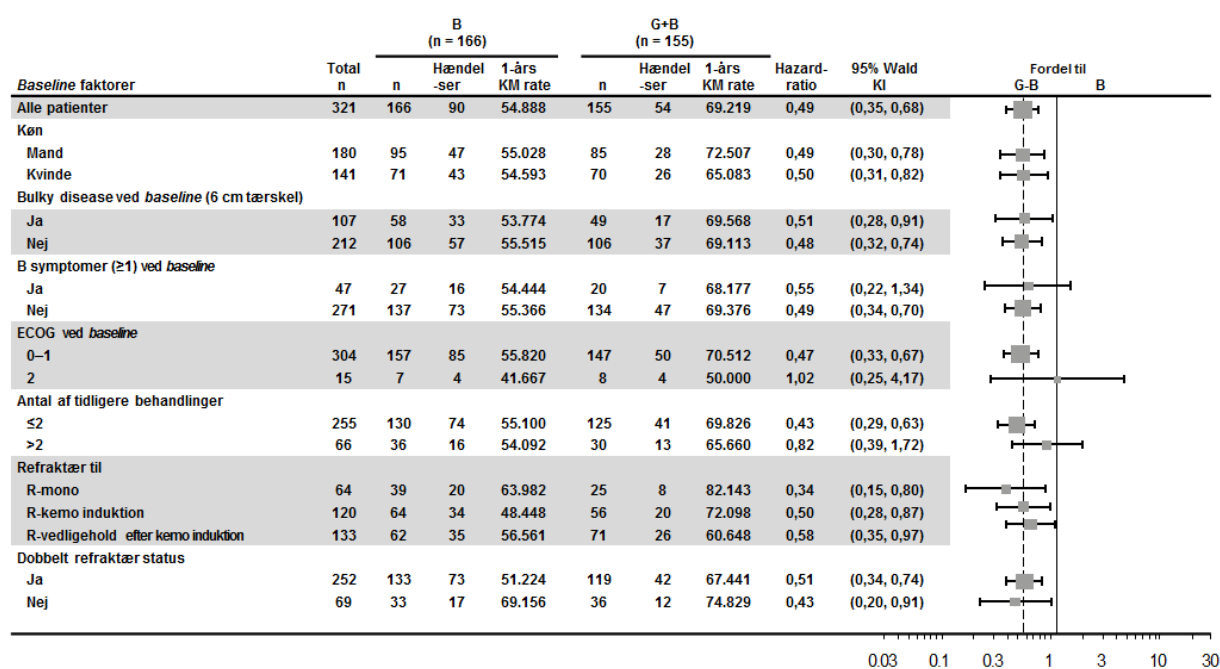 B G+B
(n = 166) (n = 155)
Total Hændel 1-års Hændel 1-års Hazard- 95% Wald Fordel til
Baseline faktorer n n -ser KM rate n -ser KM rate ratio KI G-B B
Alle patienter 321 166 90 54.888 155 54 69.219 0,49 (0,35, 0,68)
Køn
Mand 180 95 47 55.028 85 28 72.507 0,49 (0,30, 0,78)
Kvinde 141 71 43 54.593 70 26 65.083 0,50 (0,31, 0,82)
Bulky disease ved baseline (6 cm tærskel)
Ja 107 58 33 53.774 49 17 69.568 0,51 (0,28, 0,91)
Nej 212 106 57 55.515 106 37 69.113 0,48 (0,32, 0,74)
B symptomer (≥1) ved baseline
Ja 47 27 16 54.444 20 7 68.177 0,55 (0,22, 1,34)
Nej 271 137 73 55.366 134 47 69.376 0,49 (0,34, 0,70)
ECOG ved baseline
0–1 304 157 85 55.820 147 50 70.512 0,47 (0,33, 0,67)
2 15 7 4 41.667 8 4 50.000 1,02 (0,25, 4,17)
Antal af tidligere behandlinger
≤2 255 130 74 55.100 125 41 69.826 0,43 (0,29, 0,63)
>2 66 36 16 54.092 30 13 65.660 0,82 (0,39, 1,72)
Refraktær til
R-mono 64 39 20 63.982 25 8 82.143 0,34 (0,15, 0,80)
R-kemo induktion 120 64 34 48.448 56 20 72.098 0,50 (0,28, 0,87)
R-vedligehold efter kemo induktion 133 62 35 56.561 71 26 60.648 0,58 (0,35, 0,97)
Dobbelt refraktær status
Ja 252 133 73 51.224 119 42 67.441 0,51 (0,34, 0,74)
Nej 69 33 17 69.156 36 12 74.829 0,43 (0,20, 0,91)
0.03 0.1 0.3 1 3 10 30